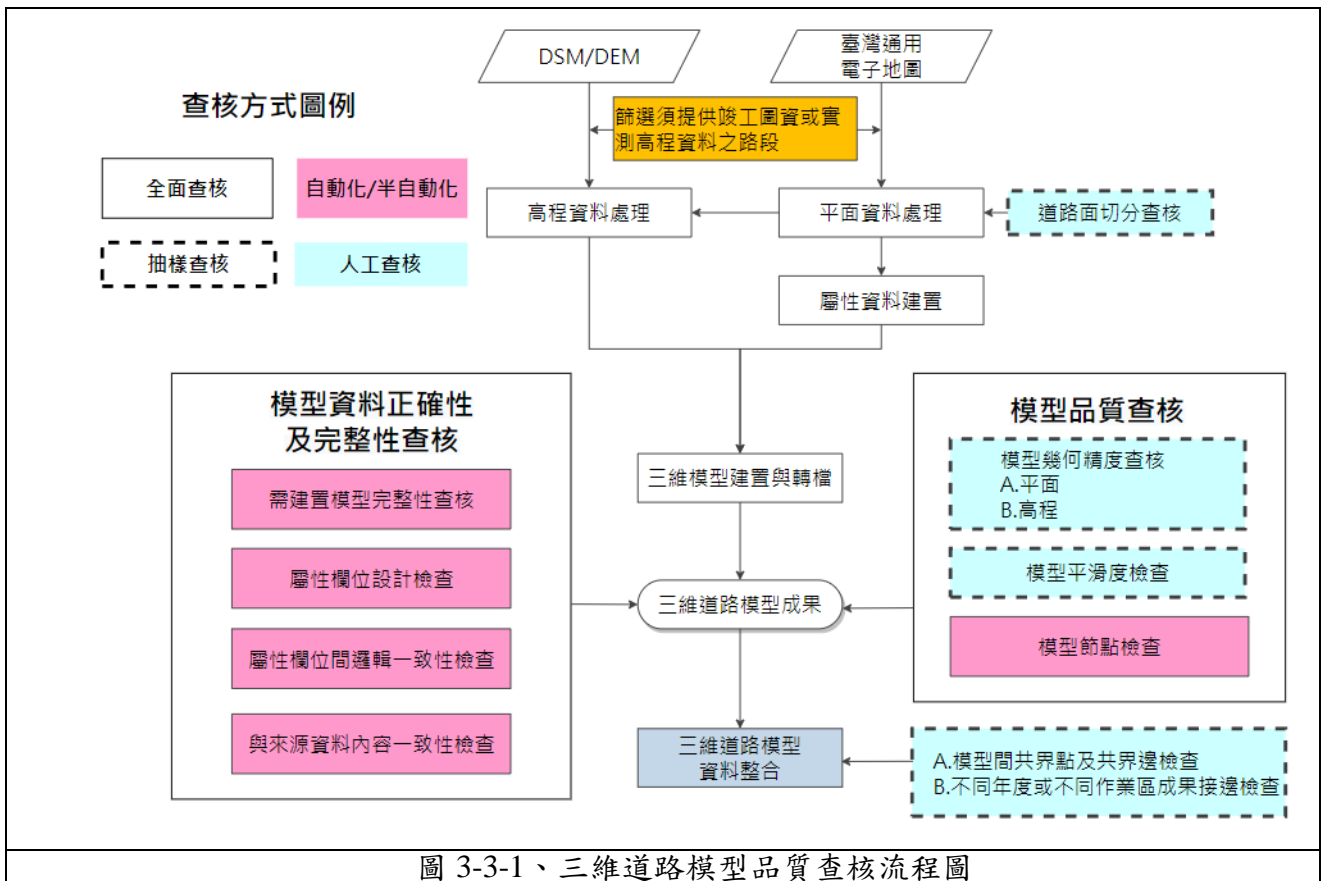 DSM/DEM
臺灣通用
電子地圖
查核方式圖例
篩選須提供竣工圖資或實
測高程資料之路段
全面查核
自動化/半自動化
高程資料處理
平面資料處理
道路面切分查核
抽樣查核
人工查核
屬性資料建置
模型資料正確性
及完整性查核
需建置模型完整性查核
屬性欄位設計檢查
屬性欄位間邏輯一致性檢查
與來源資料內容一致性檢查
三維模型建置與轉檔
三維道路模型成果
三維道路模型
資料整合
模型品質查核
模型幾何精度查核
A.平面
B.高程
模型平滑度檢查
模型節點檢查
A.模型間共界點及共界邊檢查
B.不同年度或不同作業區成果接邊檢查
圖 3-3-1、三維道路模型品質查核流程圖